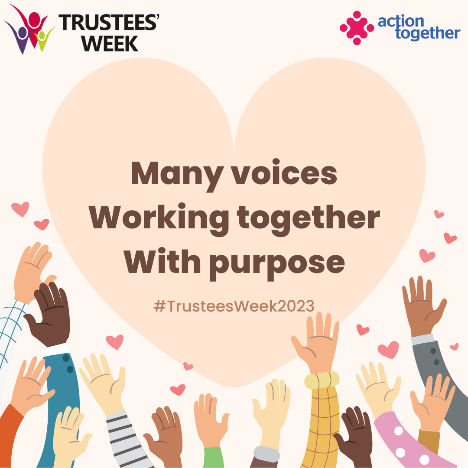 TRUSTEES'
WEEK
action
together
Many voices
Working together
With purpose
#TrusteesWeek2023